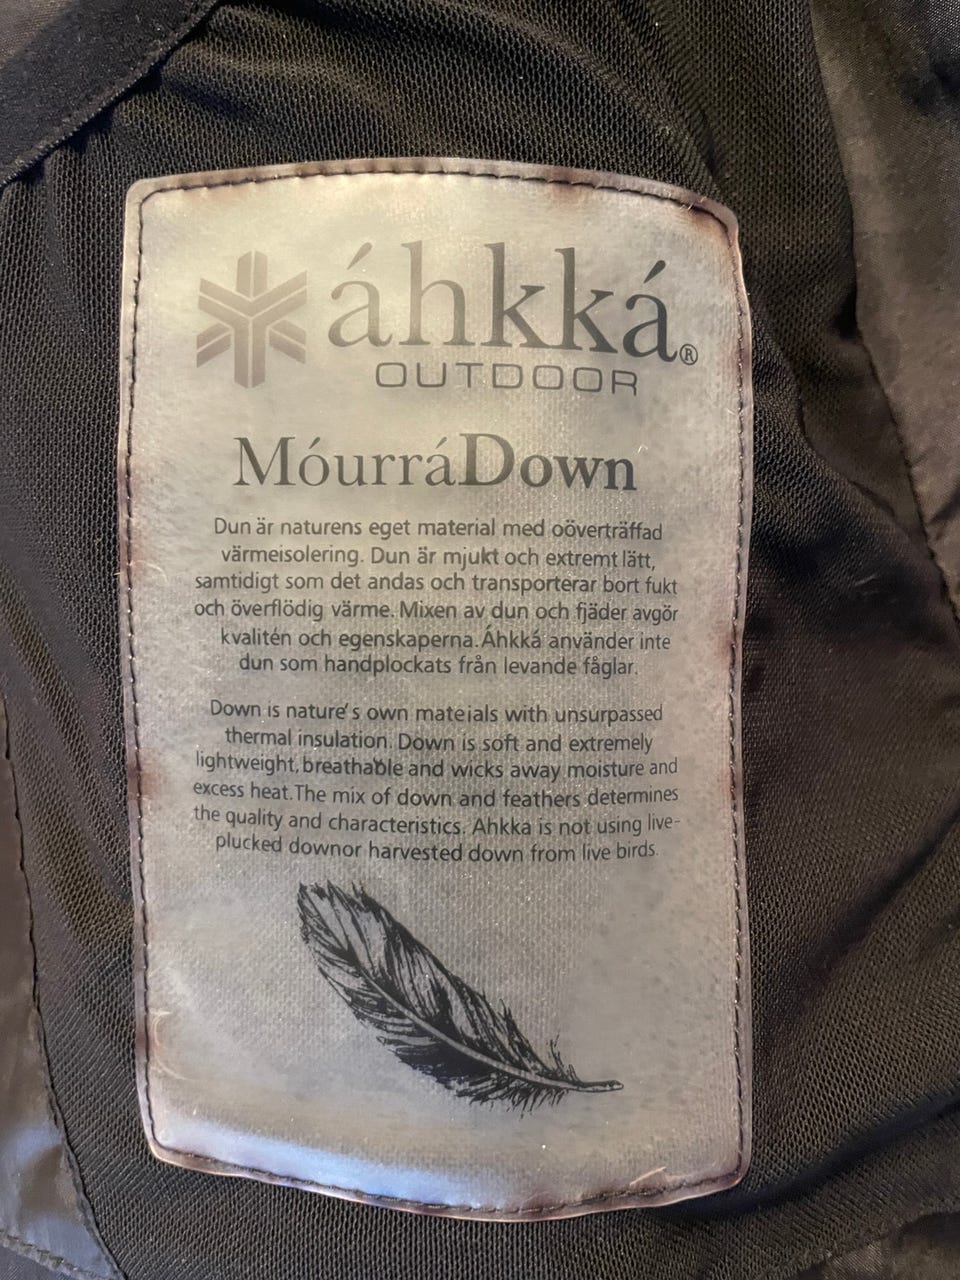 áhkká®
OUTDOOR
MóurráDown
Dun är naturens eget material med oöverträffad
värmeisolering. Dun är mjukt och extremt lätt,
samtidigt som det andas och transporterar bort fukt
och överflödig värme. Mixen av dun och fjäder avgör
kvalitén och egenskaperna. Áhkká använder inte
dun som handplockats från levande fåglar.
Down is nature's own mateials with unsurpassed
thermal insulation. Down is soft and extremely
lightweight, breathable and wicks away moisture and
excess heat. The mix of down and feathers determines
the quality and characteristics. Ahkka is not using live-
plucked downor harvested down from live birds.